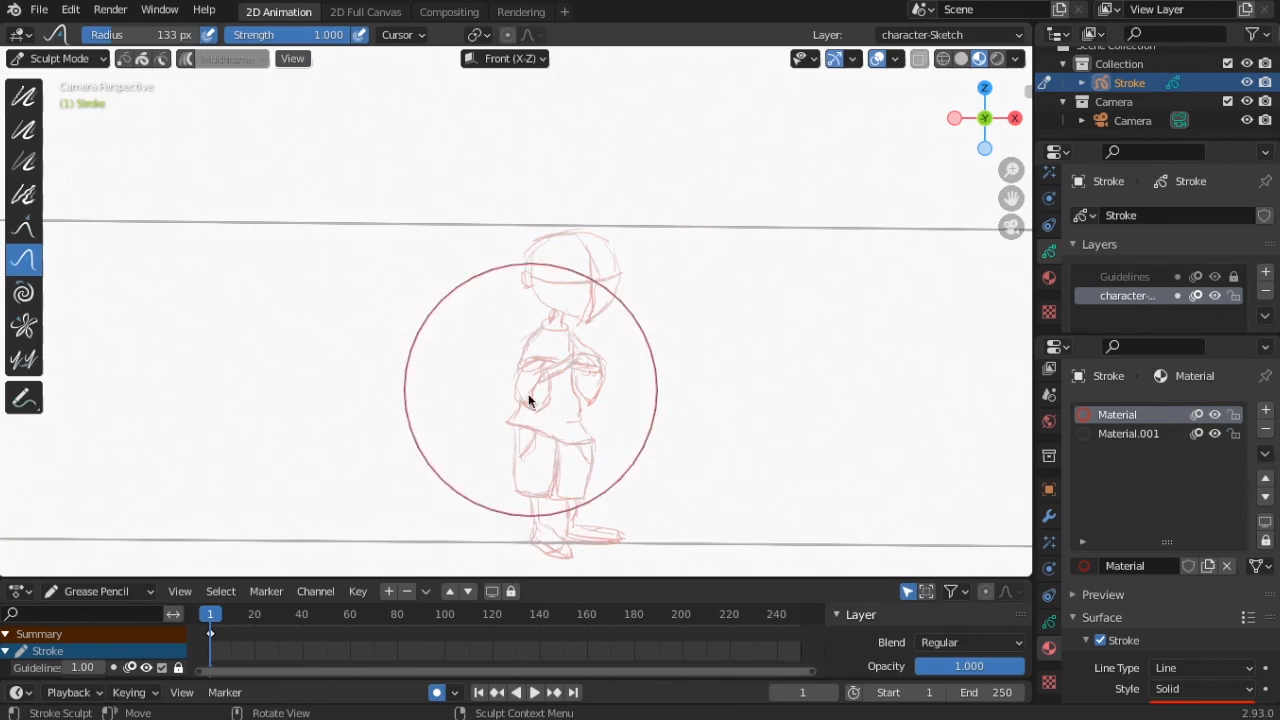 File Edit Render Window Help 2D Animation 2D Full Canvas Compositing Rendering + Scene View Layer
Radius 133 px Strength 1.000 Cursor Layer: character-Sketch
Sculpt Mode Multiframe View Front (X-Z)
Camera Perspective
(1) Stroke
Z
-Y X
Scene Collection
Collection
Stroke
Camera
Camera
Stroke Stroke
Stroke
Layers
Guidelines
character-...
Stroke Material
Material
Material.001
Material
Preview
Surface
Stroke
Line Type Line
Style Solid
Grease Pencil View Select Marker Channel Key
1 20 40 60 80 100 120 140 160 180 200 220 240
Summary
Stroke
Guidelines 1.00
Layer
Blend Regular
Opacity 1.000
Playback Keying View Marker 1 Start 1 End 250
Stroke Sculpt Move Rotate View Sculpt Context Menu 2.93.0